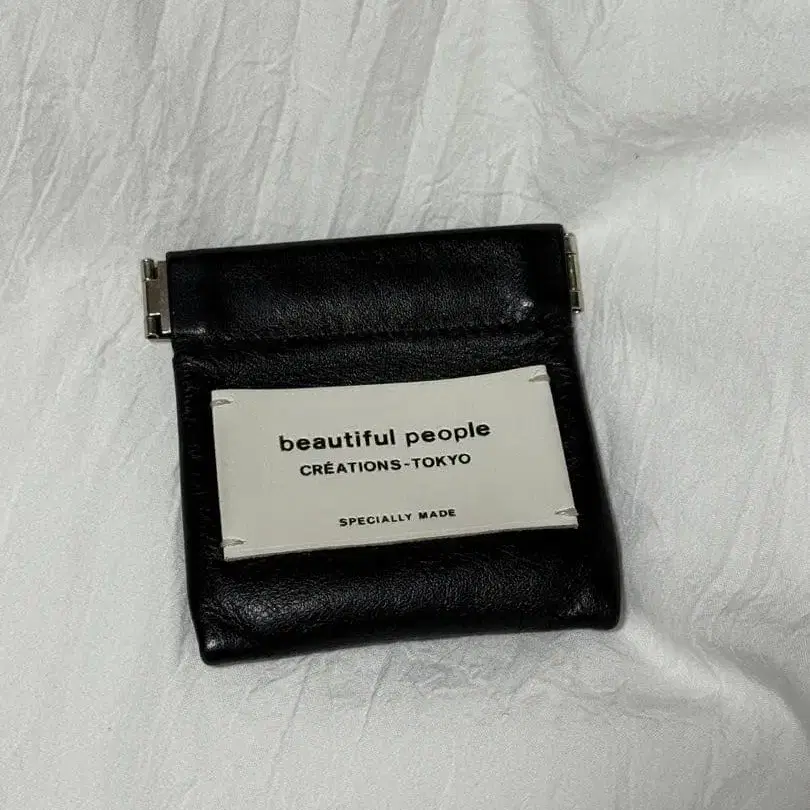 beautiful people
CRÉATIONS-TOKYO
SPECIALLY MADE